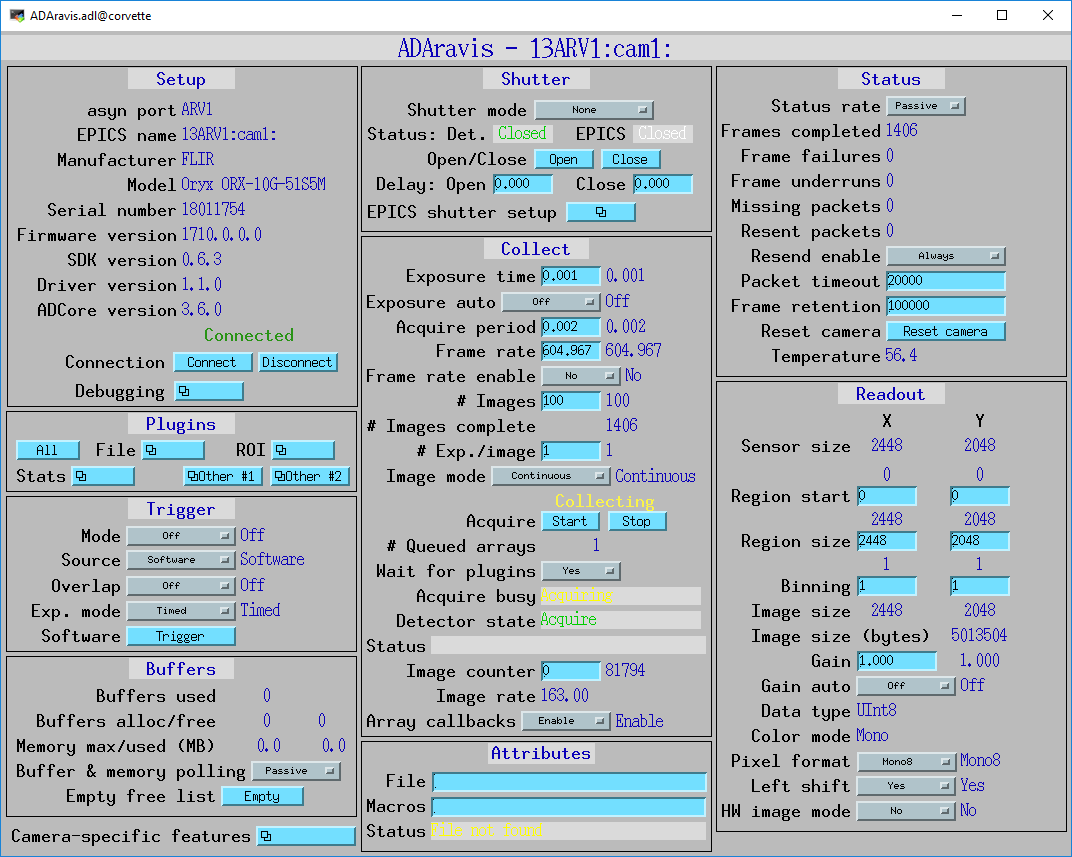 ADAravis.adl@corvette
ADAravis - 13ARV1:cam1:
Setup
asyn port ARV1
EPICS name 13ARV1:cam1:
Manufacturer FLIR
Model Oryx ORX-10G-51S5M
Serial number 18011754
Firmware version 1710.0.0.0
SDK version 0.6.3
Driver version 1.1.0
ADCore version 3.6.0
Connected
Connection Connect Disconnect
Debugging
Plugins
All File ROI
Stats Other #1 Other #2
Trigger
Mode Off Off
Source Software Software
Overlap Off Off
Exp. mode Timed Timed
Software Trigger
Buffers
Buffers used 0
Buffers alloc/free 0 0
Memory max/used (MB) 0.0 0.0
Buffer & memory polling Passive
Empty free list Empty
Camera-specific features
Shutter
Shutter mode None
Status: Det. Closed EPICS Closed
Open/Close Open Close
Delay: Open 0.000 Close 0.000
EPICS shutter setup
Collect
Exposure time 0.001 0.001
Exposure auto Off Off
Acquire period 0.002 0.002
Frame rate 604.967 604.967
Frame rate enable No No
# Images 100 100
# Images complete 1406
# Exp./image 1 1
Image mode Continuous Continuous
Collecting
Acquire Start Stop
# Queued arrays 1
Wait for plugins Yes
Acquire busy Acquiring
Detector state Acquire
Status
Image counter 0 81794
Image rate 163.00
Array callbacks Enable Enable
Attributes
File
Macros
Status File not found
Status
Status rate Passive
Frames completed 1406
Frame failures 0
Frame underruns 0
Missing packets 0
Resent packets 0
Resend enable Always
Packet timeout 20000
Frame retention 100000
Reset camera Reset camera
Temperature 56.4
Readout
X Y
Sensor size 2448 2048
0 0
Region start 0 0
2448 2048
Region size 2448 2048
1 1
Binning 1 1
Image size 2448 2048
Image size (bytes) 5013504
Gain 1.000 1.000
Gain auto Off Off
Data type UInt8
Color mode Mono
Pixel format Mono8 Mono8
Left shift Yes Yes
HW image mode No No